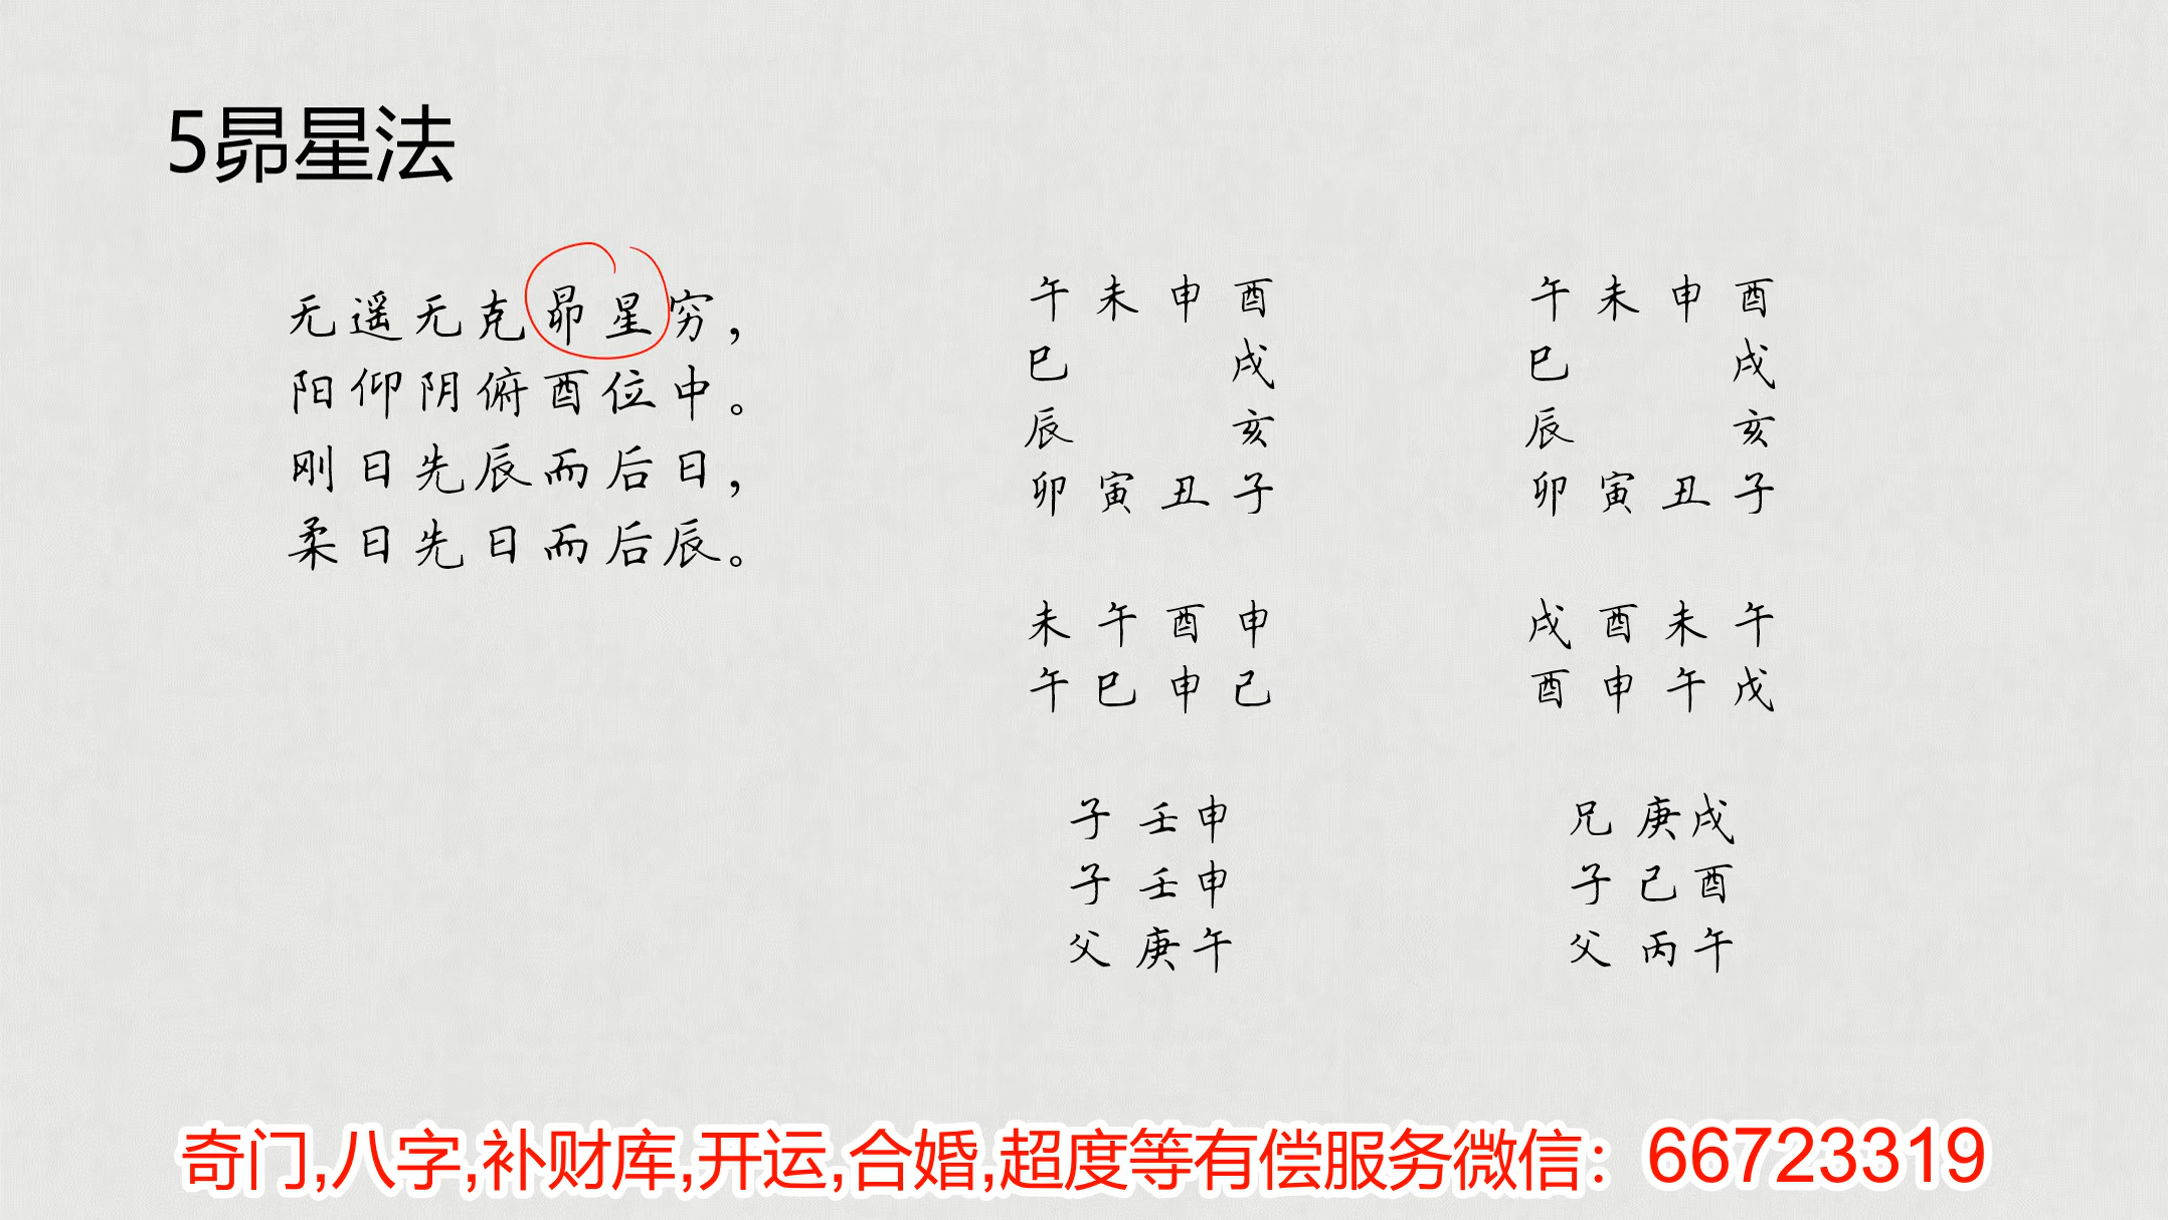 5昴星法
无遥无克昴星穷，
阳仰阴俯酉位中。
刚日先辰而后日，
柔日先日而后辰。
午 未 申 酉
巳 戌
辰 亥
卯 寅 丑 子
未 午 酉 申
午 巳 申 己
子 壬申
子 壬申
父 庚午
午 未 申 酉
巳 戌
辰 亥
卯 寅 丑 子
戌 酉 未 午
酉 申 午 戊
兄 庚戌
子 己酉
父 丙午
奇门,八字,补财库,开运,合婚,超度等有偿服务微信：66723319